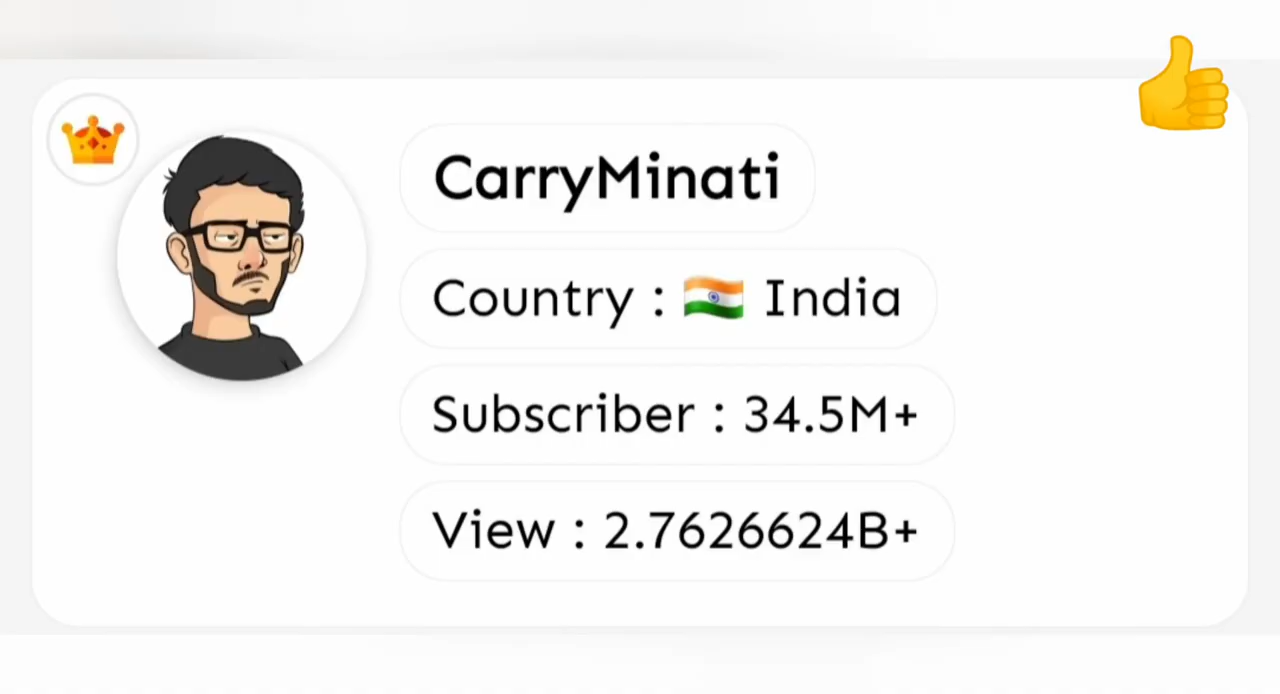 CarryMinati
Country : 🇮🇳 India
Subscriber : 34.5M+
View : 2.7626624B+